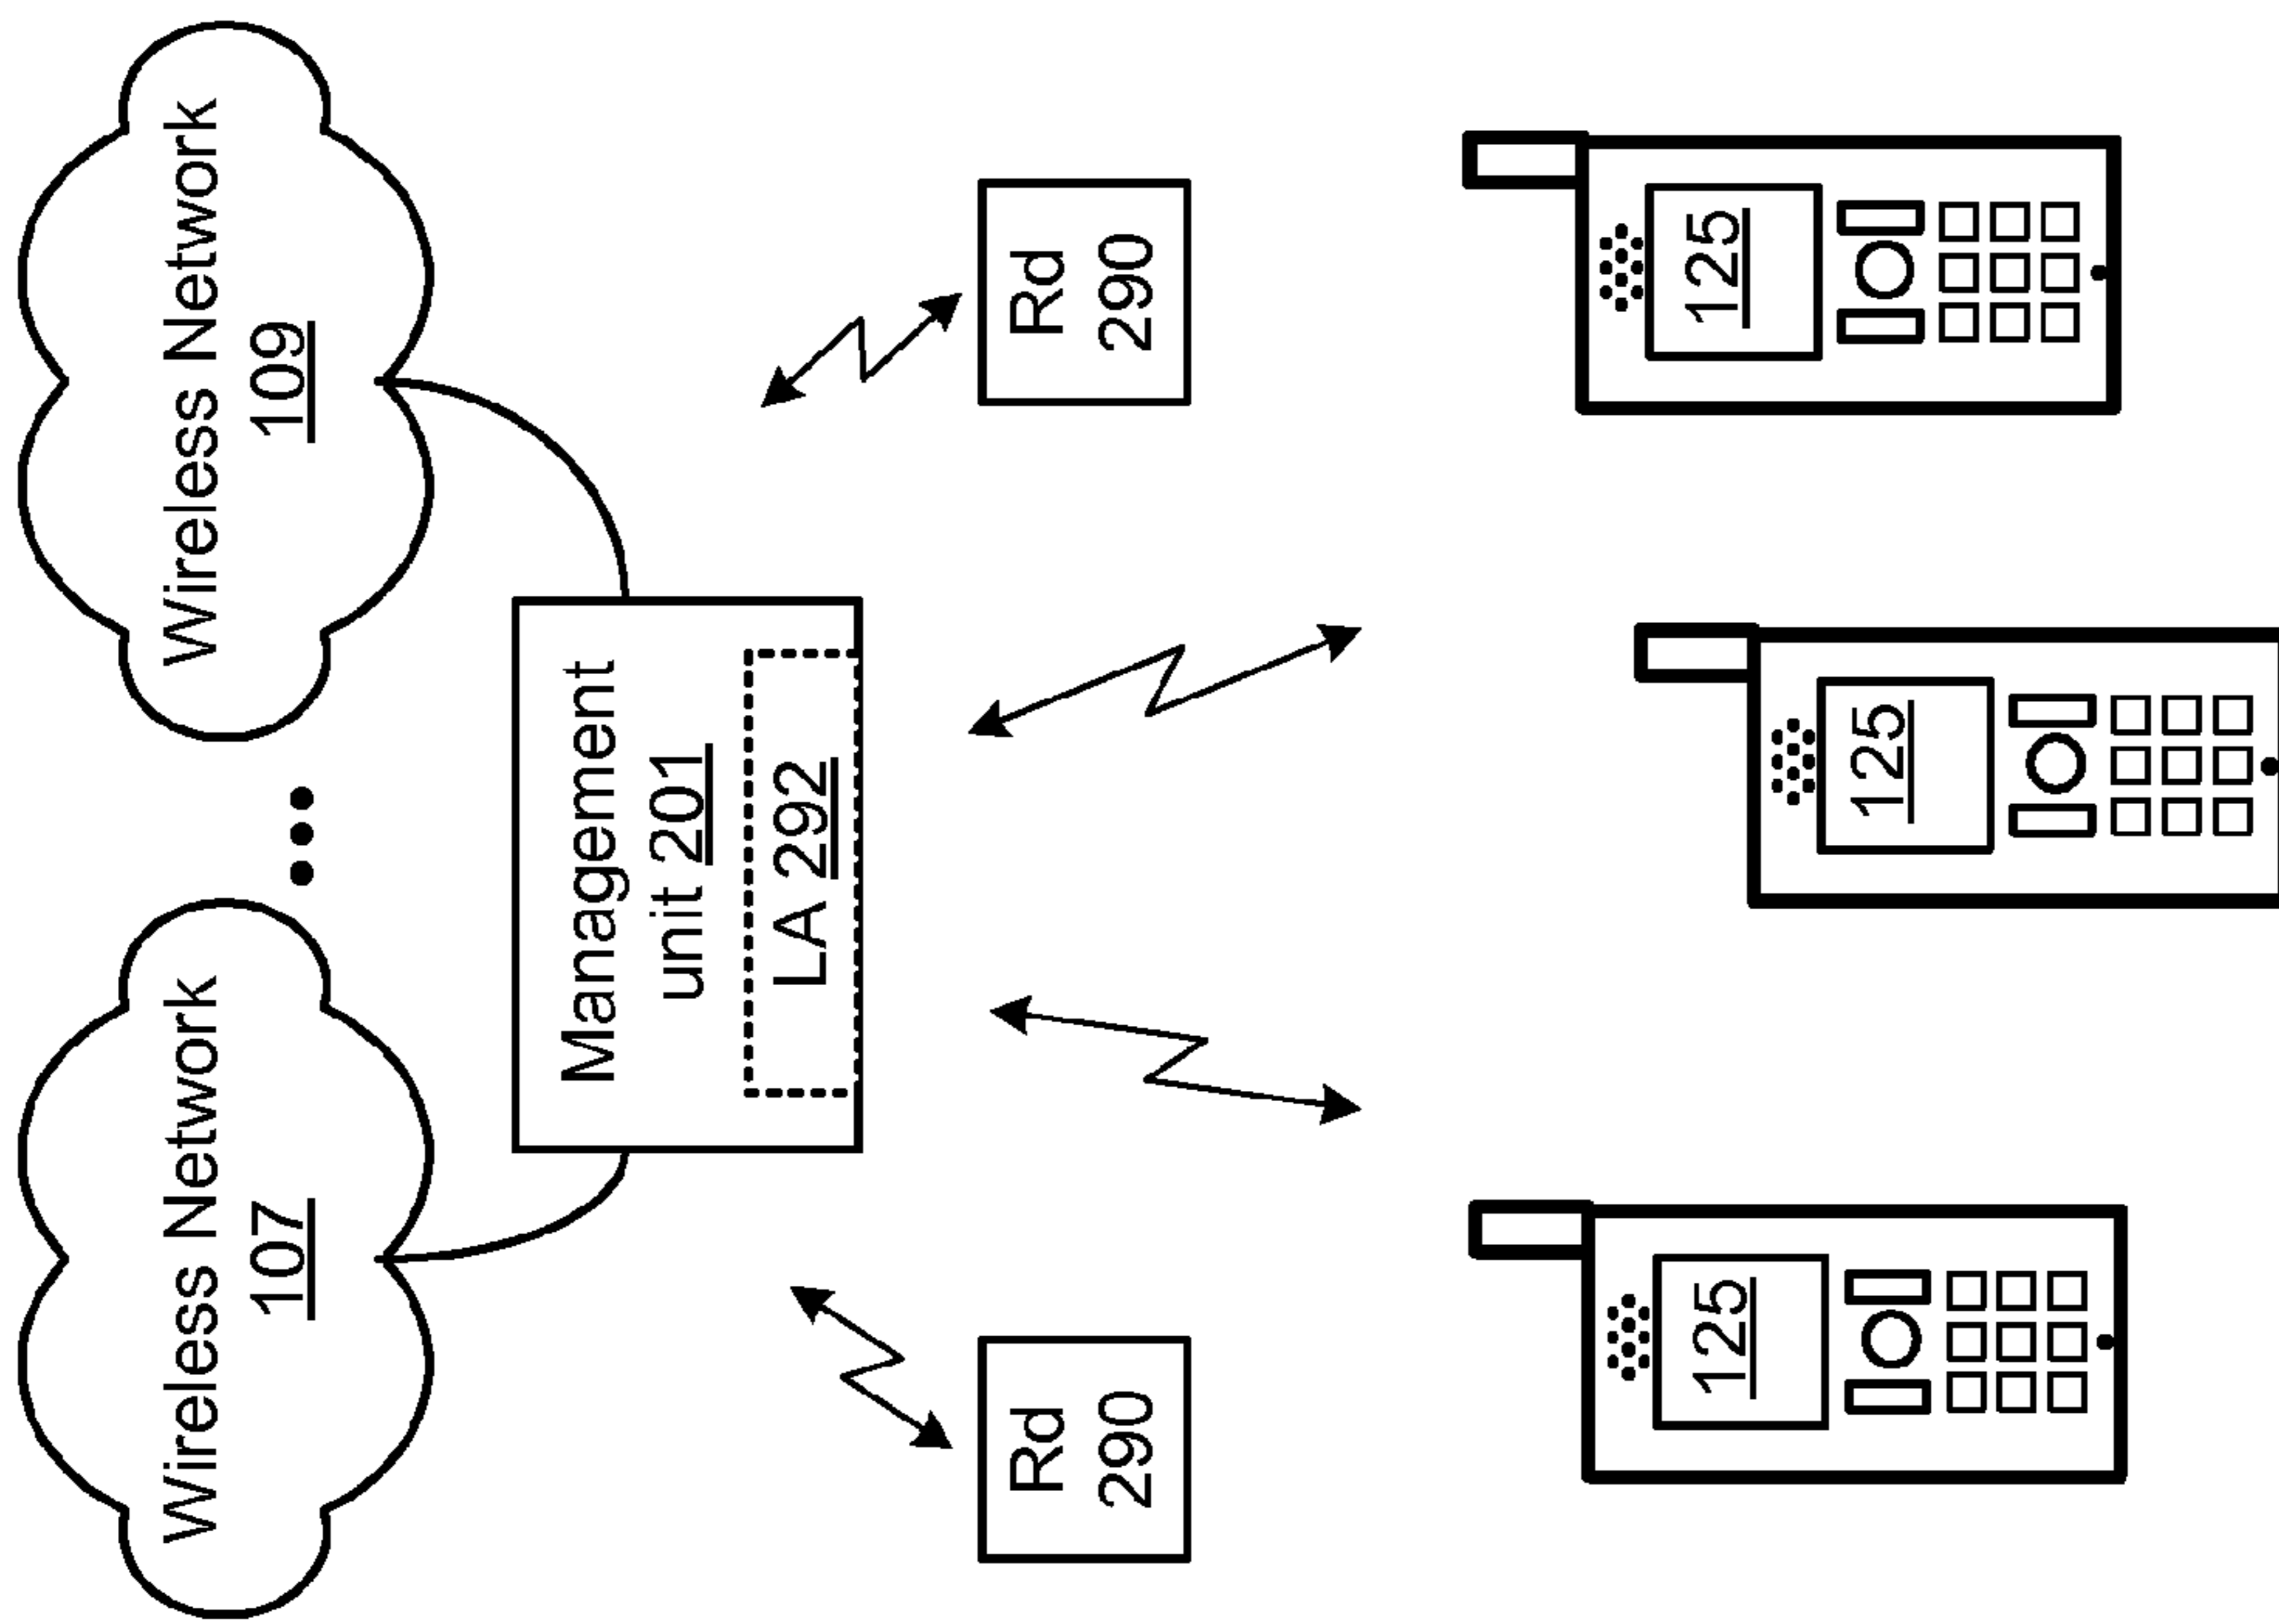 Wireless Network
107
Wireless Network
109
Management
unit 201
LA 292
Rd
290
Rd
290
125
125
125